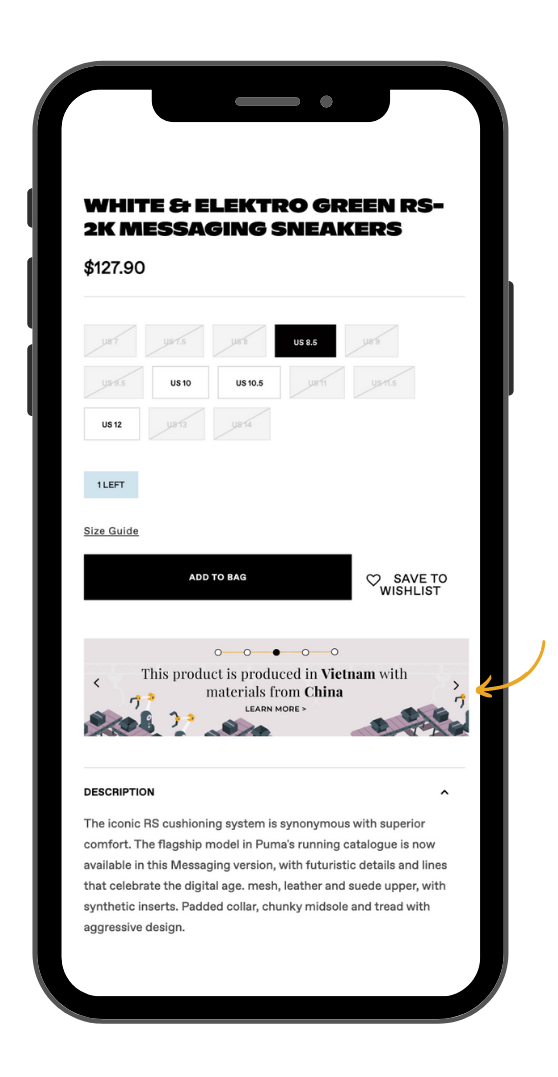 WHITE & ELEKTRO GREEN RS-
2K MESSAGING SNEAKERS
$127.90
US 7 US 7.5 US 8 US 8.5 US 9
US 9.5 US 10 US 10.5 US 11 US 11.5
US 12 US 13 US 14
1 LEFT
Size Guide
ADD TO BAG
SAVE TO
WISHLIST
This product is produced in Vietnam with
materials from China
LEARN MORE >
DESCRIPTION
The iconic RS cushioning system is synonymous with superior
comfort. The flagship model in Puma's running catalogue is now
available in this Messaging version, with futuristic details and lines
that celebrate the digital age. mesh, leather and suede upper, with
synthetic inserts. Padded collar, chunky midsole and tread with
aggressive design.